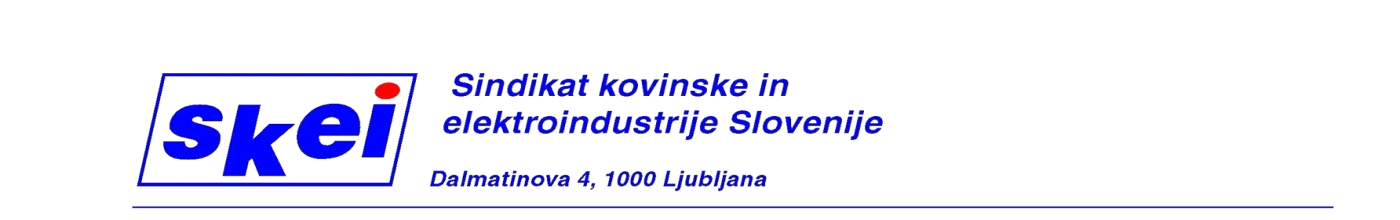 skei
Sindikat kovinske in
elektroindustrije Slovenije
Dalmatinova 4, 1000 Ljubljana